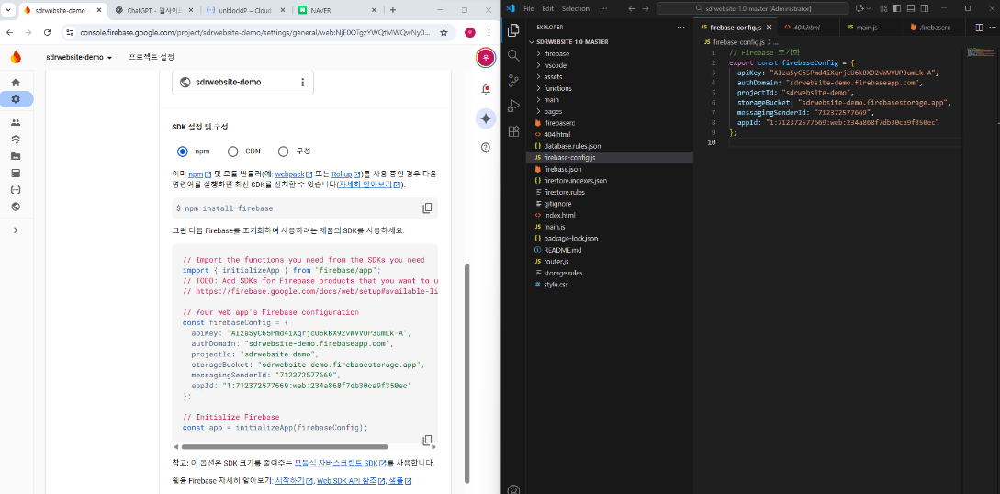 sdrwebsite-demo
ChatGPT - 웹사이트
unblockIP – Cloud
NAVER
console.firebase.google.com/project/sdrwebsite-demo/settings/general/web:NjE0OTgzYWQtMWQwNy0...
sdrwebsite-demo
프로젝트 설정
우
sdrwebsite-demo
SDK 설정 및 구성
npm
CDN
구성
이미 npm 및 모듈 번들러(예: webpack 또는 Rollup)를 사용 중인 경우 다음
명령어를 실행하면 최신 SDK를 설치할 수 있습니다(자세히 알아보기).
$ npm install firebase
그런 다음 Firebase를 초기화하여 사용하려는 제품의 SDK를 사용하세요.
// Import the functions you need from the SDKs you need
import { initializeApp } from "firebase/app";
// TODO: Add SDKs for Firebase products that you want to u
// https://firebase.google.com/docs/web/setup#available-li
// Your web app's Firebase configuration
const firebaseConfig = {
apiKey: "AIzaSyC65Pmd4iXqrjcU6kBX92vWVVUP3umLk-A",
authDomain: "sdrwebsite-demo.firebaseapp.com",
projectId: "sdrwebsite-demo",
storageBucket: "sdrwebsite-demo.firebasestorage.app",
messagingSenderId: "712372577669",
appId: "1:712372577669:web:234a868f7db30ca9f350ec"
};
// Initialize Firebase
const app = initializeApp(firebaseConfig);
참고: 이 옵션은 SDK 크기를 줄여주는 모듈식 자바스크립트 SDK를 사용합니다.
웹용 Firebase 자세히 알아보기: 시작하기, Web SDK API 참조, 샘플
File Edit Selection ...
sdrwebsite-1.0-master [Administrator]
EXPLORER
SDRWEBSITE-1.0-MASTER
.firebase
.vscode
assets
functions
main
pages
.firebaserc
404.html
database.rules.json
JS firebase-config.js
firebase.json
firestore.indexes.json
firestore.rules
gitignore
index.html
JS main.js
package-lock.json
README.md
JS router.js
storage.rules
style.css
JS firebase-config.js
404.html
JS main.js
.firebaserc
JS firebase-config.js > ...
1 // Firebase 초기화
2 export const firebaseConfig = {
3 apiKey: "AIzaSyC65Pmd4iXqrjcU6kBX92vWVVUP3umLk-A",
4 authDomain: "sdrwebsite-demo.firebaseapp.com",
5 projectId: "sdrwebsite-demo",
6 storageBucket: "sdrwebsite-demo.firebasestorage.app",
7 messagingSenderId: "712372577669",
8 appId: "1:712372577669:web:234a868f7db30ca9f350ec"
9 };
10